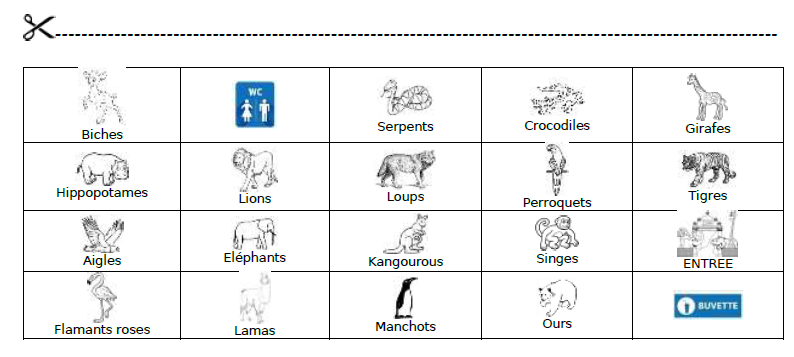 Biches
WC
Serpents
Crocodiles
Girafes
Hippopotames
Lions
Loups
Perroquets
Tigres
Aigles
Eléphants
Kangourous
Singes
ENTREE
Flamants roses
Lamas
Manchots
Ours
BUVETTE